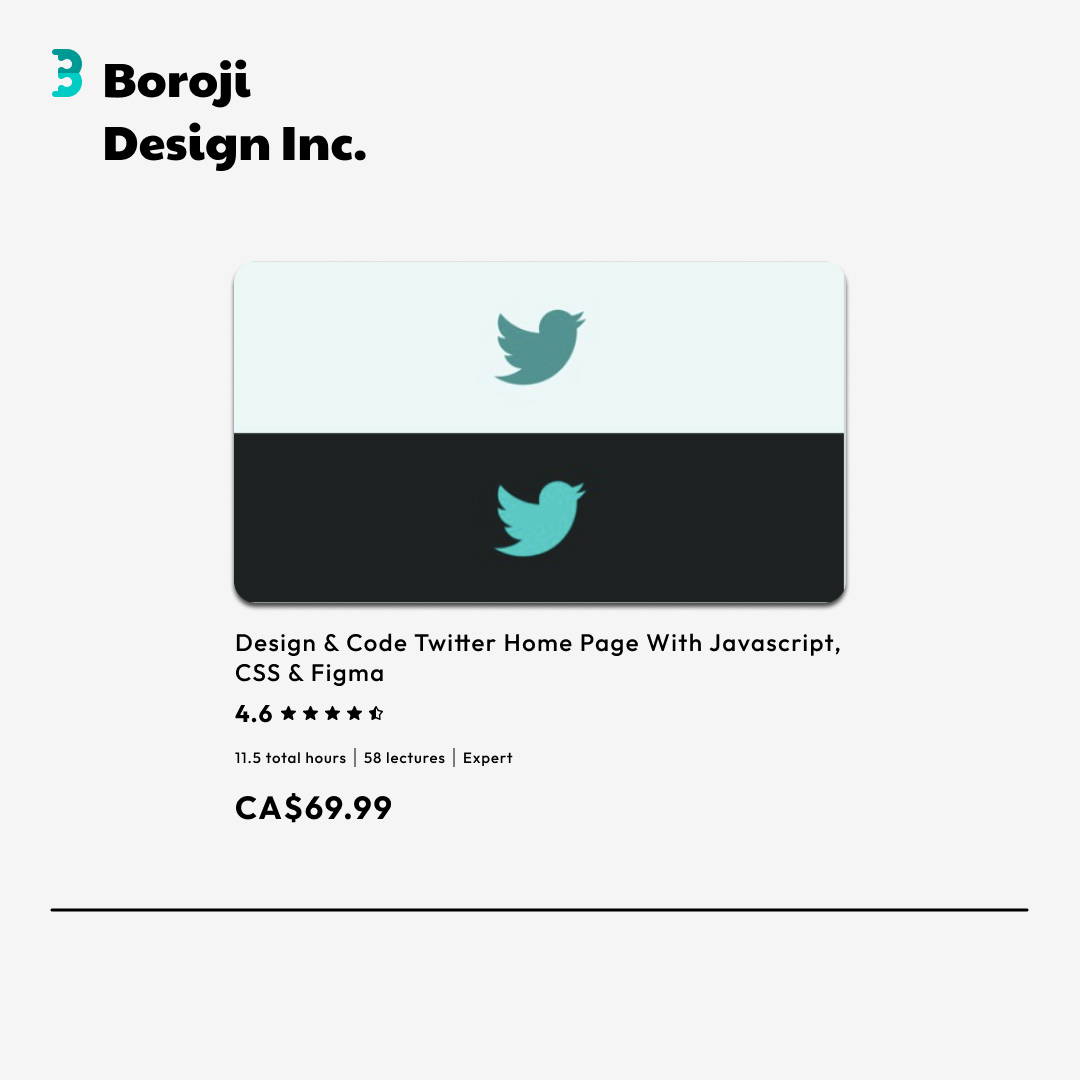 Boroji
Design Inc.
Design & Code Twitter Home Page With Javascript,
CSS & Figma
4.6
11.5 total hours | 58 lectures | Expert
CA$69.99